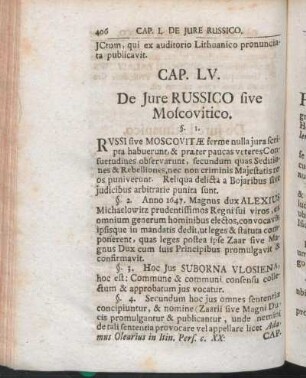 406 CAP. L. DE JURE RUSSICO,
JCtum, qui ex auditorio Lithuanico pronuncia-
ta publicavit.
CAP. LV.
De Jure RUSSICO ſive
Moſcovitico.
§. 1.
RVSSI ſive MOSCOVITÆ ferme nulla jura ſcri-
pta habuerunt, & præter paucas veteres Con-
ſuetudines obſervarunt, ſecundum quas Seditio-
nes & Rebelliones, nec non criminis Majeſtatis re-
os puniverunt. Reliqua delicta a Bojaribus ſive
judicibus arbitrarie punita ſunt.
§. 2. Anno 1647. Magnus dux ALEXIUS
Michaelowitz prudentiſſimos Regni ſui viros, ex
omnium generum hominibus electos, convocavit
ipſisque in mandatis dedit, ut leges & ſtatuta com-
ponerent, quas leges poſtea Ipſe Zaar ſive Ma-
gnus Dux cum ſuis Principibus promulgavit &
confirmavit.
§. 3. Hoc Jus SUBORNA VLOSIENA,
hoc eſt: Commune & communi conſenſu colle-
ctum & approbatum jus vocatur.
§. 4. Secundum hoc jus omnes ſententiæ
concipiuntur, & nomine (Zaarii ſive Magni Du-
cis promulgantur & publicantur, unde nemini
de tali ſententia provocare vel appellare licet Ada-
mus Olearius in Itin. Perſ. c. XX.
CAP.